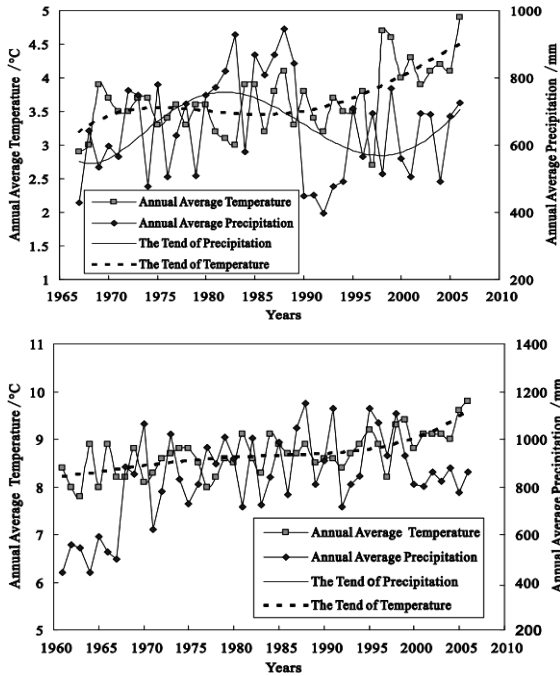 Annual Average Temperature /°C
5
4.5
4
3.5
3
2.5
2
1.5
1
1000
800
600
400
200
Annual Average Precipitation /mm
Annual Average Temperature
Annual Average Precipitation
The Tend of Precipitation
The Tend of Temperature
1965 1970 1975 1980 1985 1990 1995 2000 2005 2010
Years
Annual Average Temperature /°C
11
10
9
8
7
6
5
1400
1200
1000
800
600
400
200
Annual Average Precipitation /mm
Annual Average Temperature
Annual Average Precipitation
The Tend of Precipitation
The Tend of Temperature
1960 1965 1970 1975 1980 1985 1990 1995 2000 2005 2010
Years